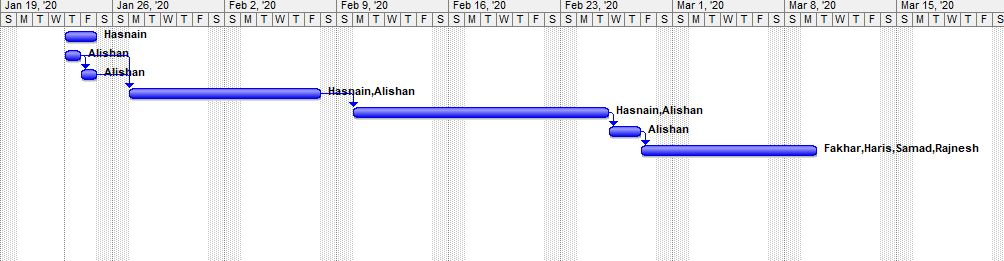 Jan 19, '20 Jan 26, '20 Feb 2, '20 Feb 9, '20 Feb 16, '20 Feb 23, '20 Mar 1, '20 Mar 8, '20 Mar 15, '20
S M T W T F S S M T W T F S S M T W T F S S M T W T F S S M T W T F S S M T W T F S S M T W T F S S M T W T F S S M T W T F S
Hasnain
Alishan
Alishan
Hasnain,Alishan
Hasnain,Alishan
Alishan
Fakhar,Haris,Samad,Rajnesh